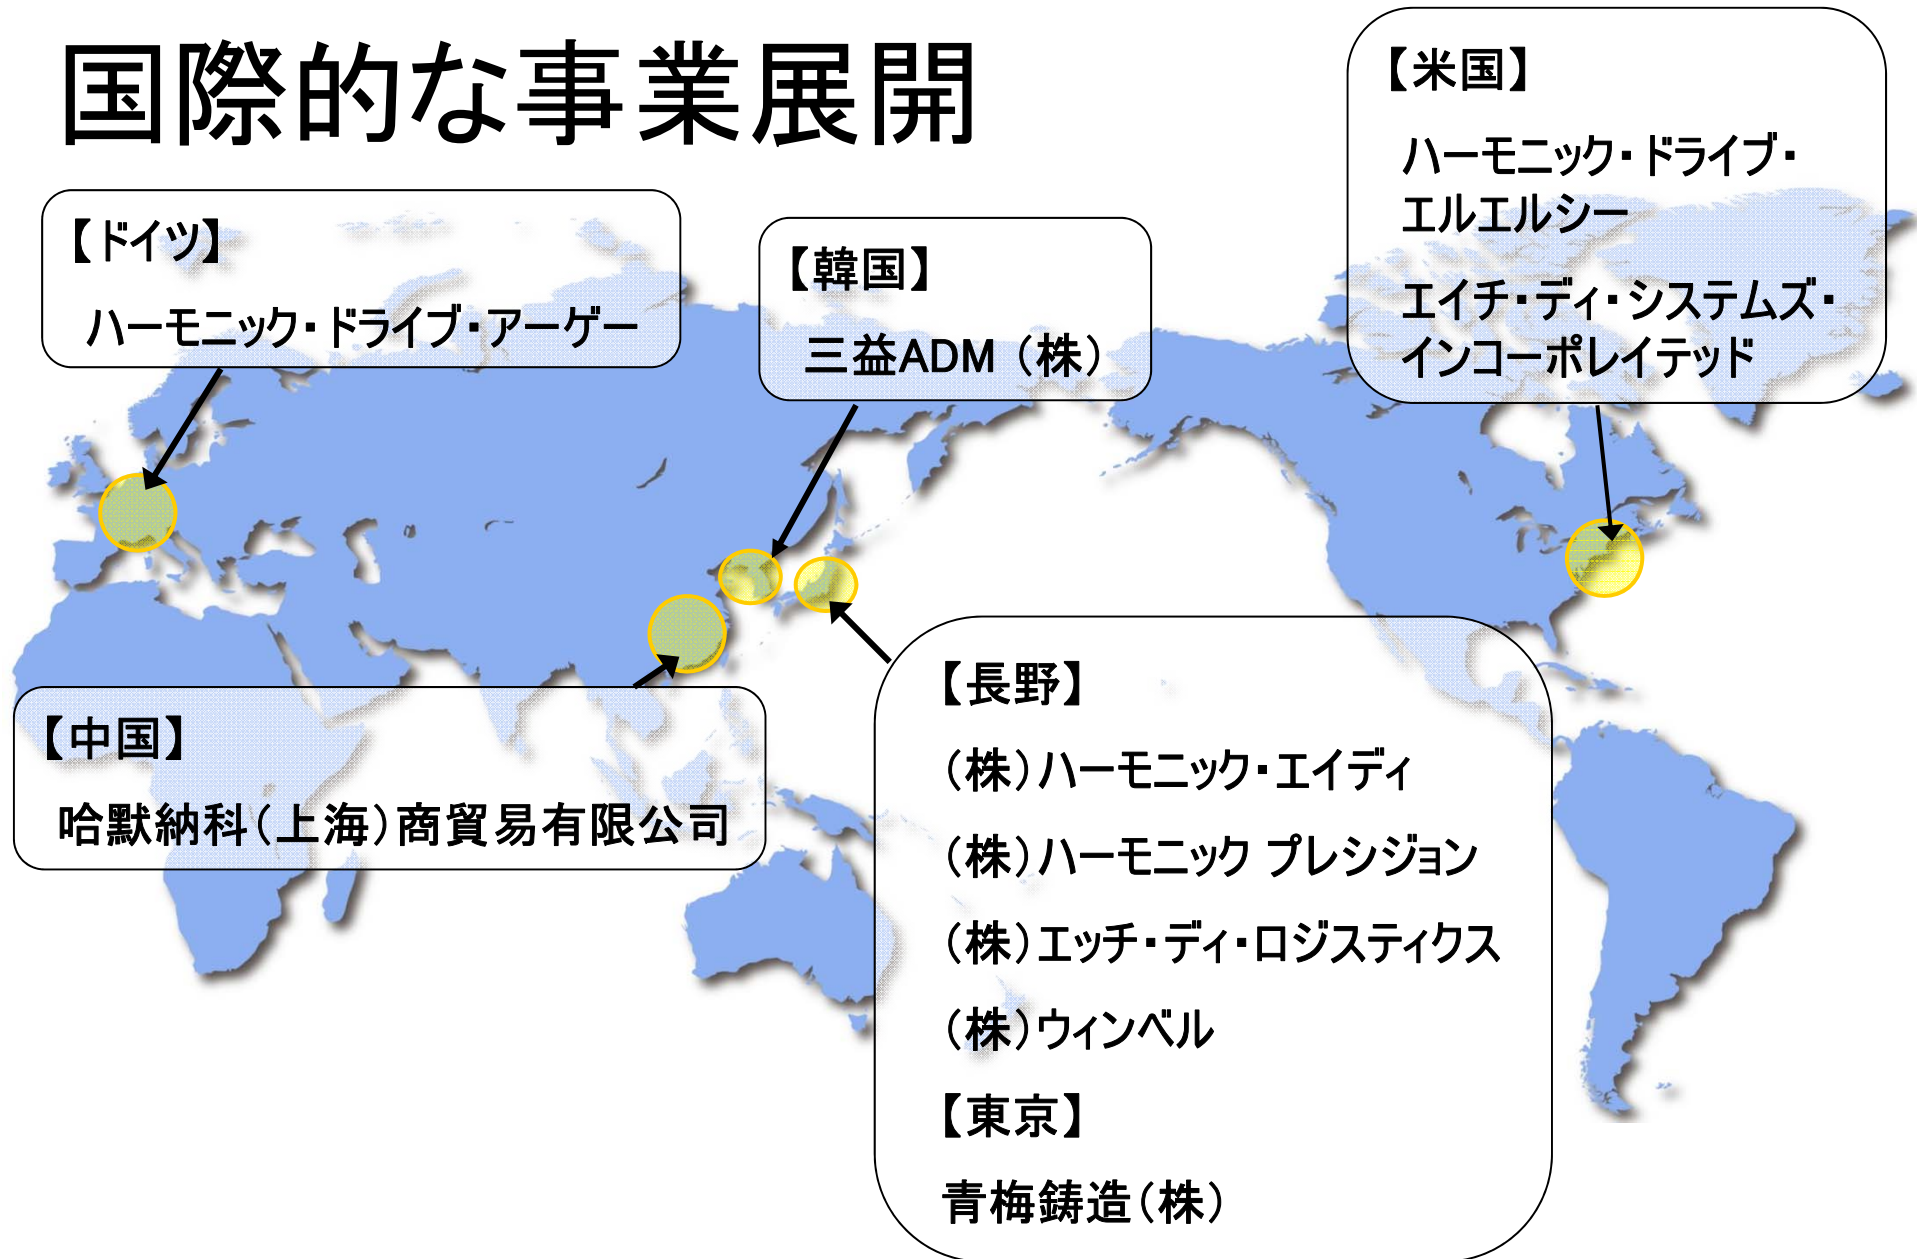 国際的な事業展開
【米国】
ハーモニック・ドライブ・
エルエルシー
エイチ・ディ・システムズ・
インコーポレイテッド
【ドイツ】
ハーモニック・ドライブ・アーゲー
【韓国】
三益ADM（株）
【中国】
哈默納科（上海）商貿易有限公司
【長野】
（株）ハーモニック・エイディ
（株）ハーモニック プレシジョン
（株）エッチ・ディ・ロジスティクス
（株）ウィンベル
【東京】
青梅鋳造（株）